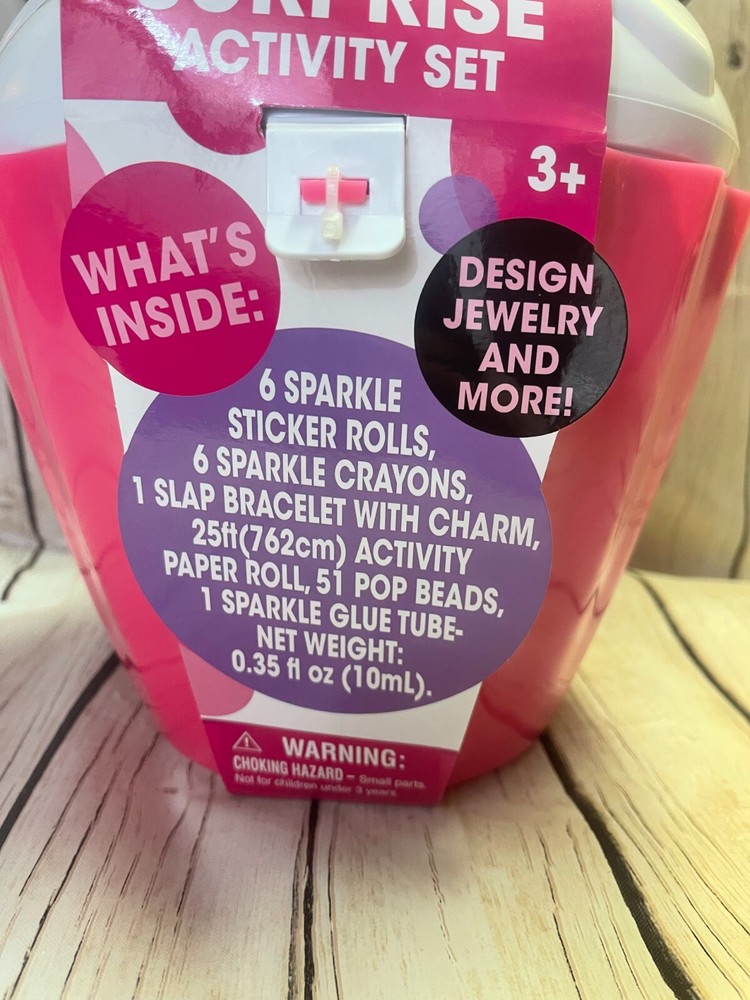 SURPRISE
ACTIVITY SET
3+
WHAT'S
INSIDE:
DESIGN
JEWELRY
AND
MORE!
6 SPARKLE
STICKER ROLLS,
6 SPARKLE CRAYONS,
1 SLAP BRACELET WITH CHARM,
25ft(762cm) ACTIVITY
PAPER ROLL, 51 POP BEADS,
1 SPARKLE GLUE TUBE-
NET WEIGHT:
0.35 fl oz (10mL).
WARNING:
CHOKING HAZARD – Small parts.
Not for children under 3 years.